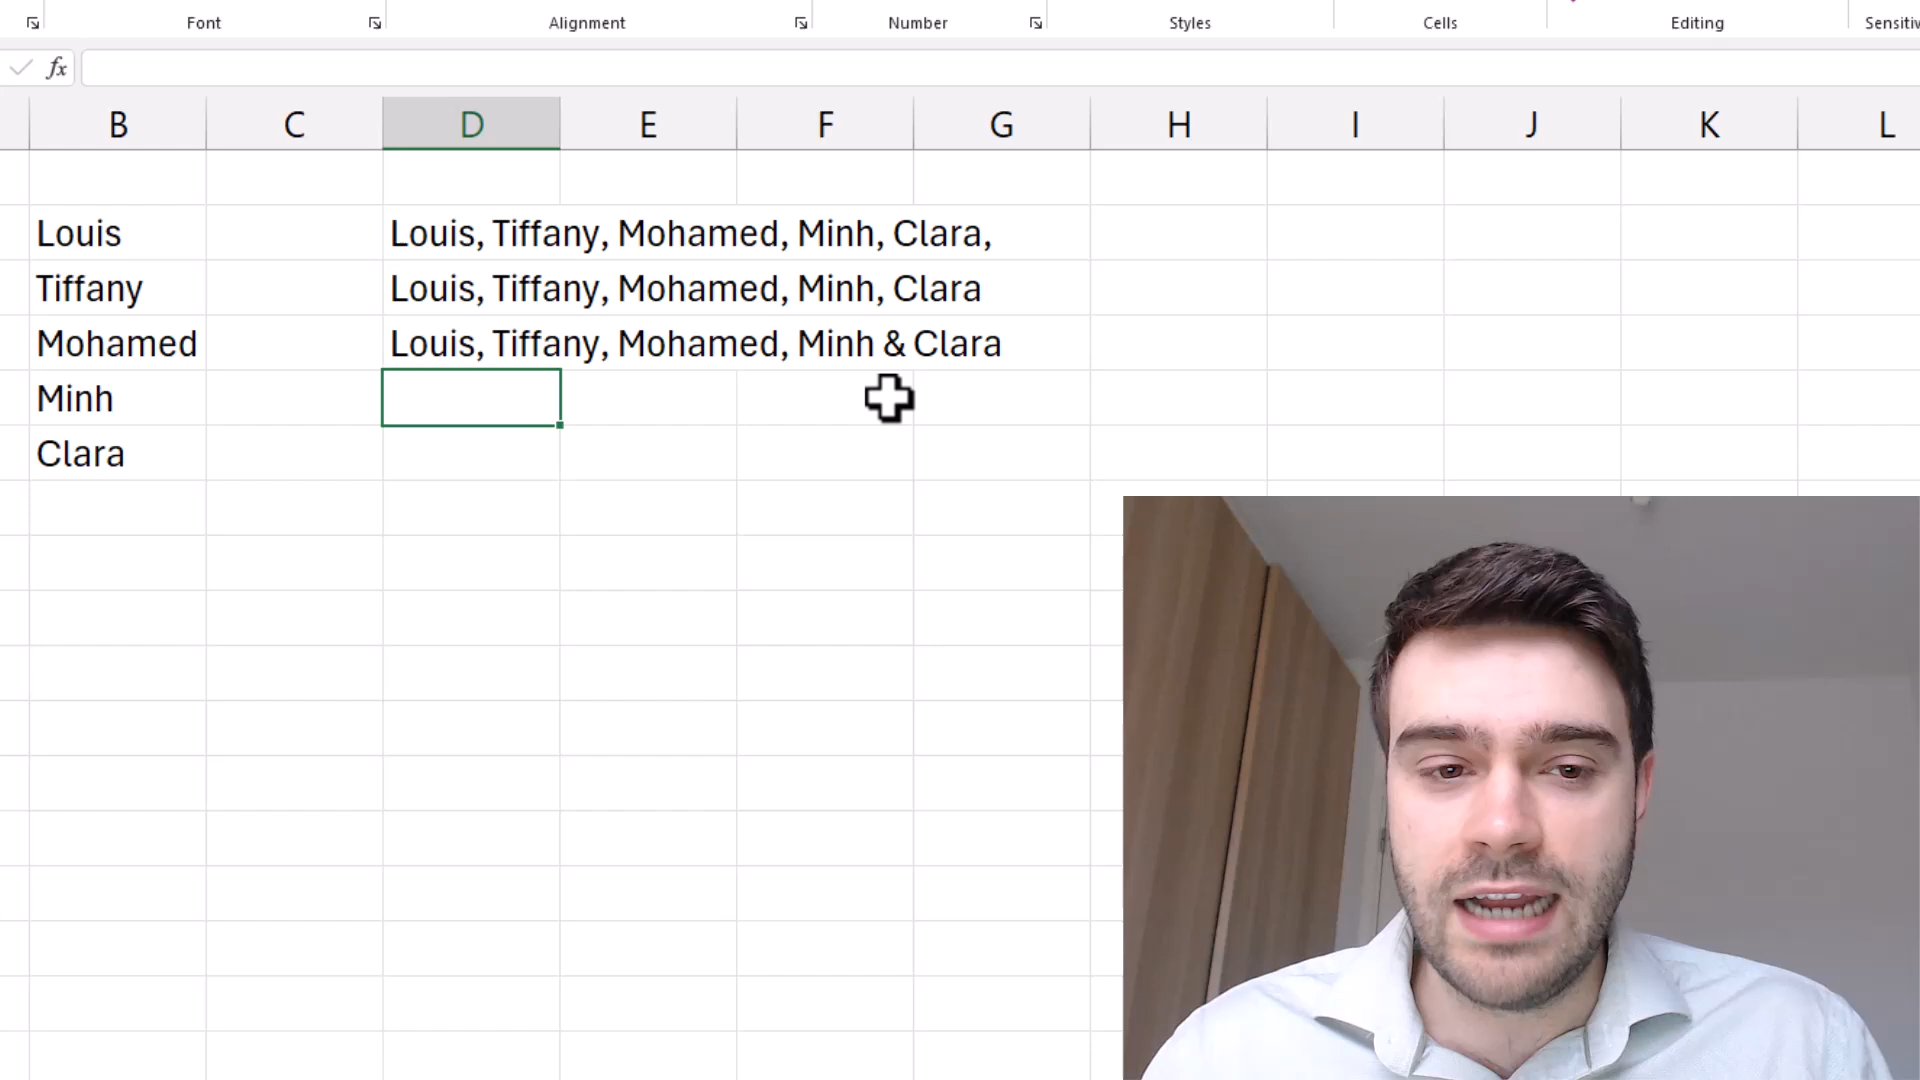 Font Alignment Number Styles Cells Editing Sensitiv
fx
B C D E F G H I J K L
Louis Louis, Tiffany, Mohamed, Minh, Clara,
Tiffany Louis, Tiffany, Mohamed, Minh, Clara
Mohamed Louis, Tiffany, Mohamed, Minh & Clara
Minh
Clara